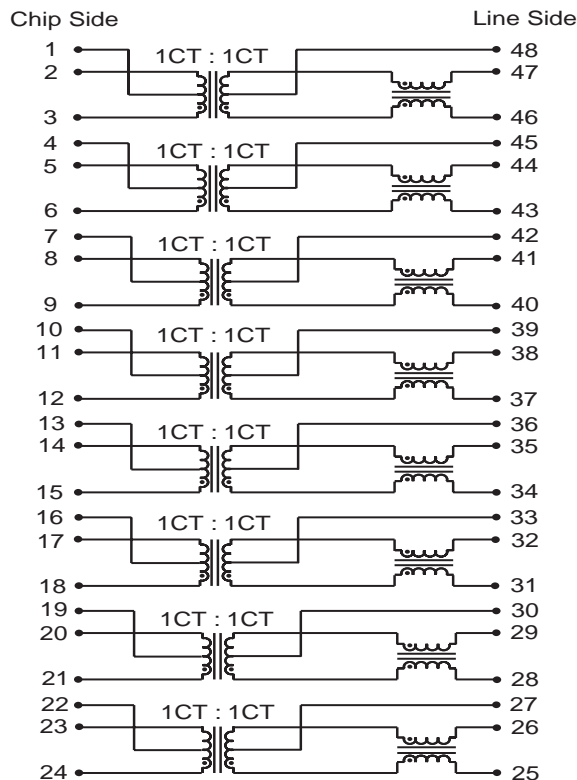 Chip Side Line Side
1 1CT : 1CT 48
2 47
3 46
4 1CT : 1CT 45
5 44
6 43
7 1CT : 1CT 42
8 41
9 40
10 1CT : 1CT 39
11 38
12 37
13 1CT : 1CT 36
14 35
15 34
16 1CT : 1CT 33
17 32
18 31
19 1CT : 1CT 30
20 29
21 28
22 1CT : 1CT 27
23 26
24 25